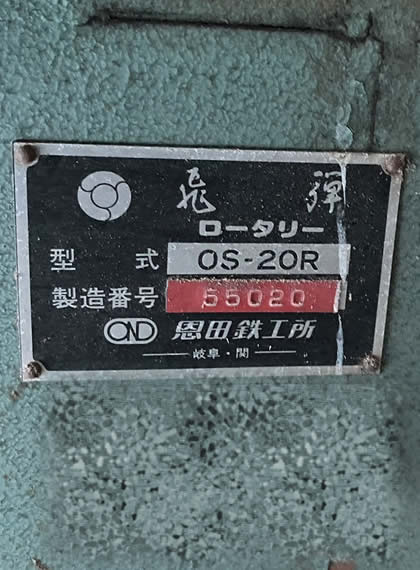 飛彈
ロータリー
型式 OS-20R
製造番号 55020
OND 恩田鉄工所
岐阜・関